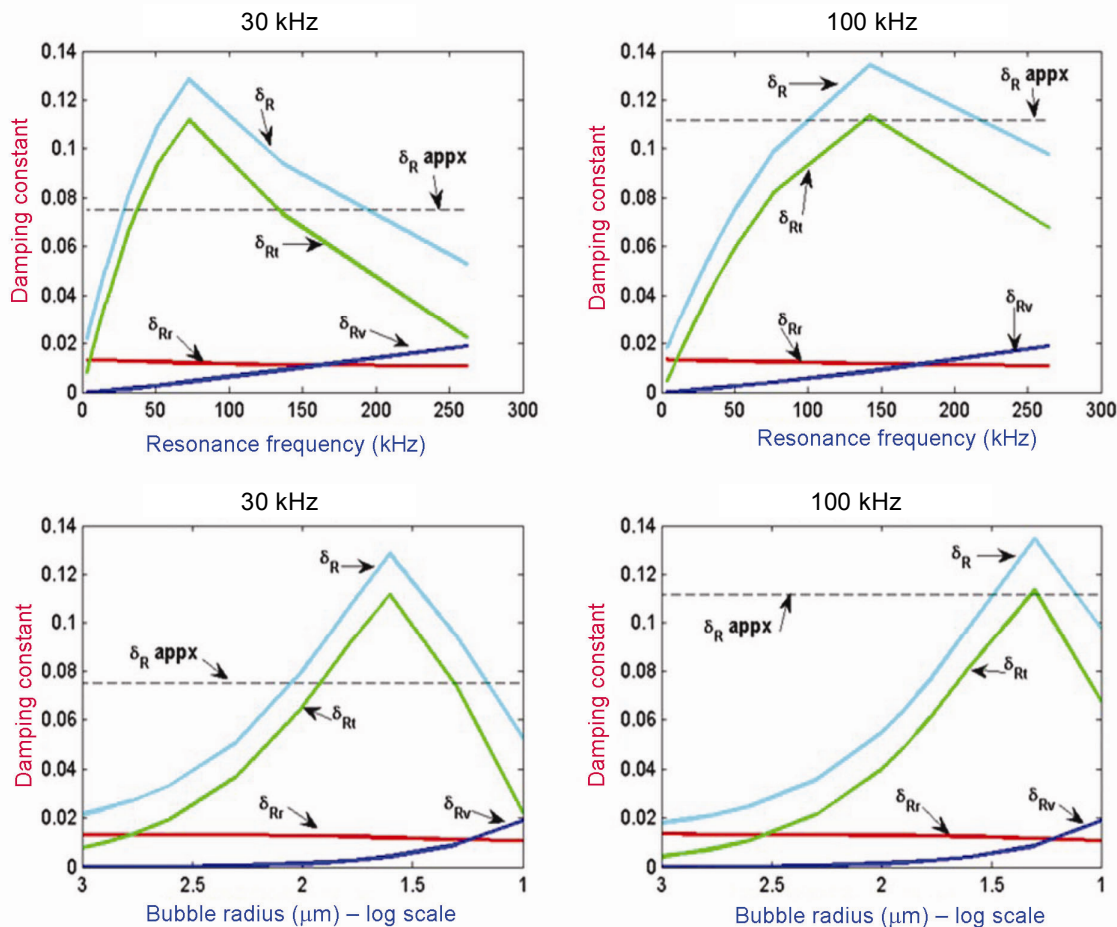 30 kHz
0.14
0.12
0.1
0.08
0.06
0.04
0.02
0
Damping constant
δR
δR appx
δRt
δRr
δRv
0 50 100 150 200 250 300
Resonance frequency (kHz)
100 kHz
0.14
0.12
0.1
0.08
0.06
0.04
0.02
0
Damping constant
δR
δR appx
δRt
δRr
δRv
0 50 100 150 200 250 300
Resonance frequency (kHz)
30 kHz
0.14
0.12
0.1
0.08
0.06
0.04
0.02
0
Damping constant
δR
δR appx
δRt
δRr
δRv
3 2.5 2 1.5 1
Bubble radius (μm) – log scale
100 kHz
0.14
0.12
0.1
0.08
0.06
0.04
0.02
0
Damping constant
δR
δR appx
δRt
δRr
δRv
3 2.5 2 1.5 1
Bubble radius (μm) – log scale